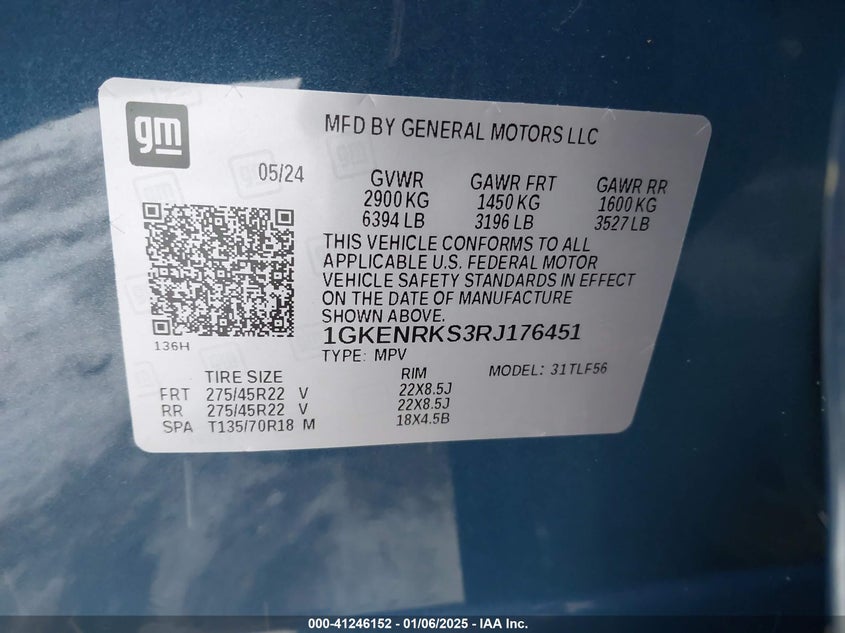 gm
MFD BY GENERAL MOTORS LLC
05/24
GVWR GAWR FRT GAWR RR
2900 KG 1450 KG 1600 KG
6394 LB 3196 LB 3527 LB
THIS VEHICLE CONFORMS TO ALL
APPLICABLE U.S. FEDERAL MOTOR
VEHICLE SAFETY STANDARDS IN EFFECT
ON THE DATE OF MANUFACTURE
SHOWN ABOVE.
136H
1GKENRKS3RJ176451
TYPE: MPV
MODEL: 31TLF56
TIRE SIZE RIM
FRT 275/45R22 V 22X8.5J
RR 275/45R22 V 22X8.5J
SPA T135/70R18 M 18X4.5B
000-41246152 — 01/06/2025 — IAA Inc.